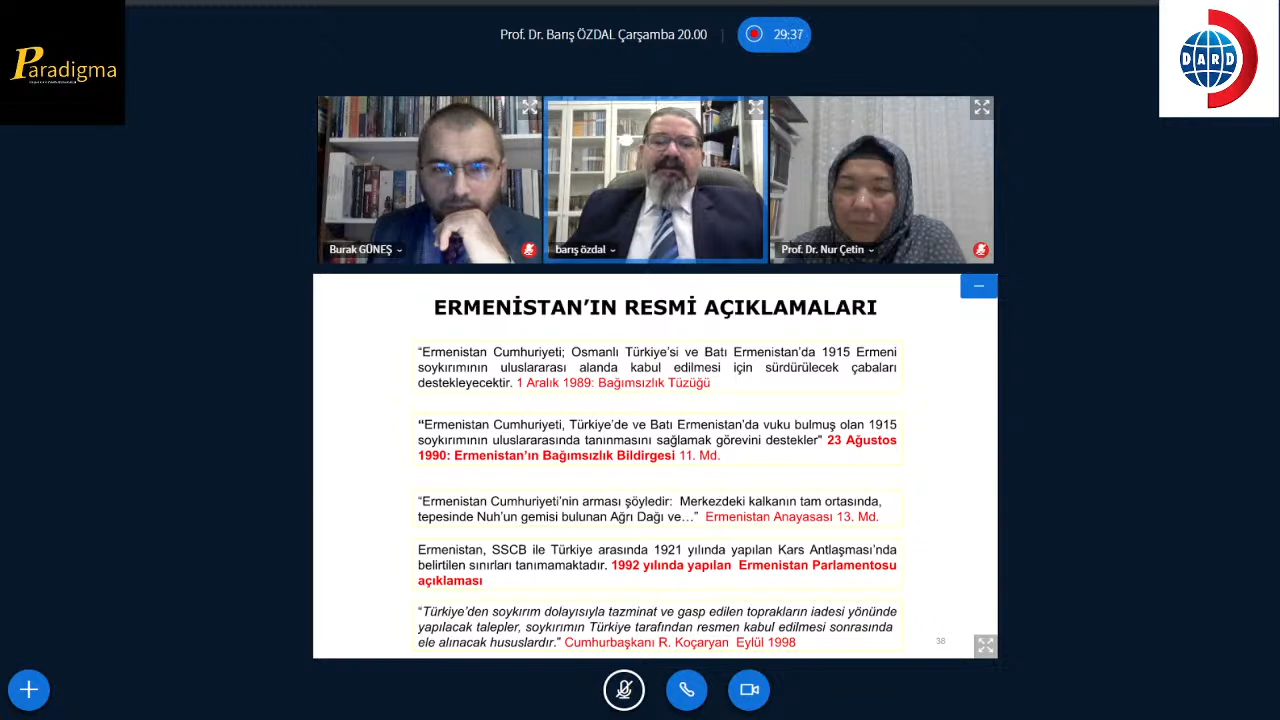 Prof. Dr. Barış ÖZDAL Çarşamba 20.00
29:37
Paradigma
DARD
Burak GÜNEŞ
barış özdal
Prof. Dr. Nur Çetin
ERMENİSTAN’IN RESMİ AÇIKLAMALARI
“Ermenistan Cumhuriyeti; Osmanlı Türkiye’si ve Batı Ermenistan’da 1915 Ermeni
soykırımının uluslararası alanda kabul edilmesi için sürdürülecek çabaları
destekleyecektir. 1 Aralık 1989: Bağımsızlık Tüzüğü
“Ermenistan Cumhuriyeti, Türkiye’de ve Batı Ermenistan’da vuku bulmuş olan 1915
soykırımının uluslararasında tanınmasını sağlamak görevini destekler" 23 Ağustos
1990: Ermenistan’ın Bağımsızlık Bildirgesi 11. Md.
“Ermenistan Cumhuriyeti’nin arması şöyledir: Merkezdeki kalkanın tam ortasında,
tepesinde Nuh’un gemisi bulunan Ağrı Dağı ve…” Ermenistan Anayasası 13. Md.
Ermenistan, SSCB ile Türkiye arasında 1921 yılında yapılan Kars Antlaşması’nda
belirtilen sınırları tanımamaktadır. 1992 yılında yapılan Ermenistan Parlamentosu
açıklaması
“Türkiye’den soykırım dolayısıyla tazminat ve gasp edilen toprakların iadesi yönünde
yapılacak talepler, soykırımın Türkiye tarafından resmen kabul edilmesi sonrasında
ele alınacak hususlardır.” Cumhurbaşkanı R. Koçaryan Eylül 1998
38